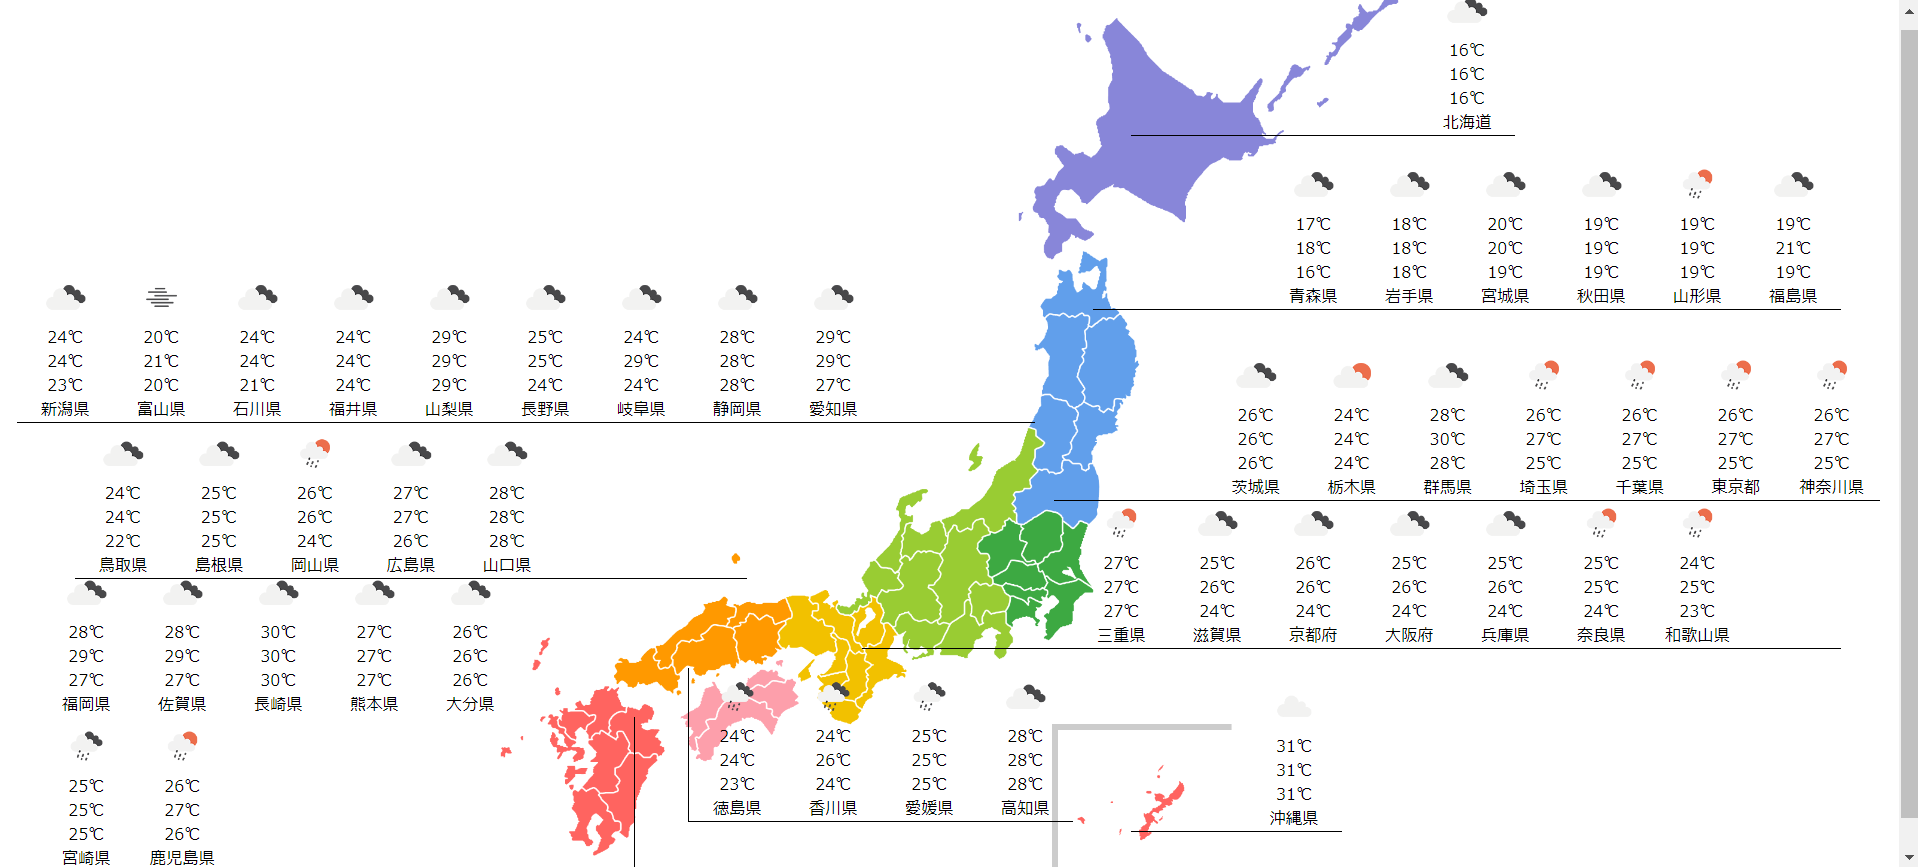 16℃
16℃
16℃
北海道
17℃ 18℃ 20℃ 19℃ 19℃ 19℃
18℃ 18℃ 20℃ 19℃ 19℃ 21℃
16℃ 18℃ 19℃ 19℃ 19℃ 19℃
青森県 岩手県 宮城県 秋田県 山形県 福島県
24℃ 20℃ 24℃ 24℃ 29℃ 25℃ 24℃ 28℃ 29℃
24℃ 21℃ 24℃ 24℃ 29℃ 25℃ 29℃ 28℃ 29℃
23℃ 20℃ 21℃ 24℃ 29℃ 24℃ 24℃ 28℃ 27℃
新潟県 富山県 石川県 福井県 山梨県 長野県 岐阜県 静岡県 愛知県
26℃ 24℃ 28℃ 26℃ 26℃ 26℃ 26℃
26℃ 24℃ 30℃ 27℃ 27℃ 27℃ 27℃
26℃ 24℃ 28℃ 25℃ 25℃ 25℃ 25℃
茨城県 栃木県 群馬県 埼玉県 千葉県 東京都 神奈川県
24℃ 25℃ 26℃ 27℃ 28℃
24℃ 25℃ 26℃ 27℃ 28℃
22℃ 25℃ 24℃ 26℃ 28℃
鳥取県 島根県 岡山県 広島県 山口県
27℃ 25℃ 26℃ 25℃ 25℃ 25℃ 24℃
27℃ 26℃ 26℃ 26℃ 26℃ 25℃ 25℃
27℃ 24℃ 24℃ 24℃ 24℃ 24℃ 23℃
三重県 滋賀県 京都府 大阪府 兵庫県 奈良県 和歌山県
28℃ 28℃ 30℃ 27℃ 26℃
29℃ 29℃ 30℃ 27℃ 26℃
27℃ 27℃ 30℃ 27℃ 26℃
福岡県 佐賀県 長崎県 熊本県 大分県
24℃ 24℃ 25℃ 28℃
24℃ 26℃ 25℃ 28℃
23℃ 24℃ 25℃ 28℃
徳島県 香川県 愛媛県 高知県
31℃
31℃
31℃
沖縄県
25℃ 26℃
25℃ 27℃
25℃ 26℃
宮崎県 鹿児島県